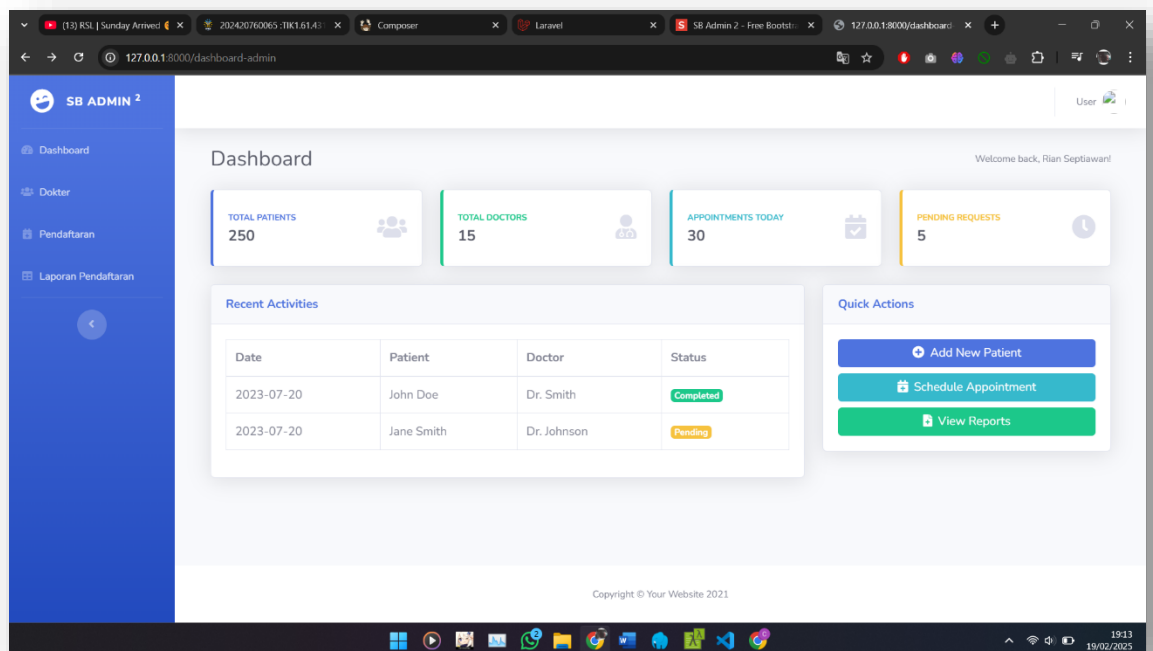 (13) RSL | Sunday Arrived
202420760065 :TIK1.61.431
Composer
Laravel
SB Admin 2 - Free Bootstr
127.0.0.1:8000/dashboard-
127.0.0.1:8000/dashboard-admin
SB ADMIN 2
User
Dashboard
Dokter
Pendaftaran
Laporan Pendaftaran
Dashboard
Welcome back, Rian Septiawan!
TOTAL PATIENTS
250
TOTAL DOCTORS
15
APPOINTMENTS TODAY
30
PENDING REQUESTS
5
Recent Activities
Date Patient Doctor Status
2023-07-20 John Doe Dr. Smith Completed
2023-07-20 Jane Smith Dr. Johnson Pending
Quick Actions
Add New Patient
Schedule Appointment
View Reports
Copyright © Your Website 2021
19:13
19/02/2025